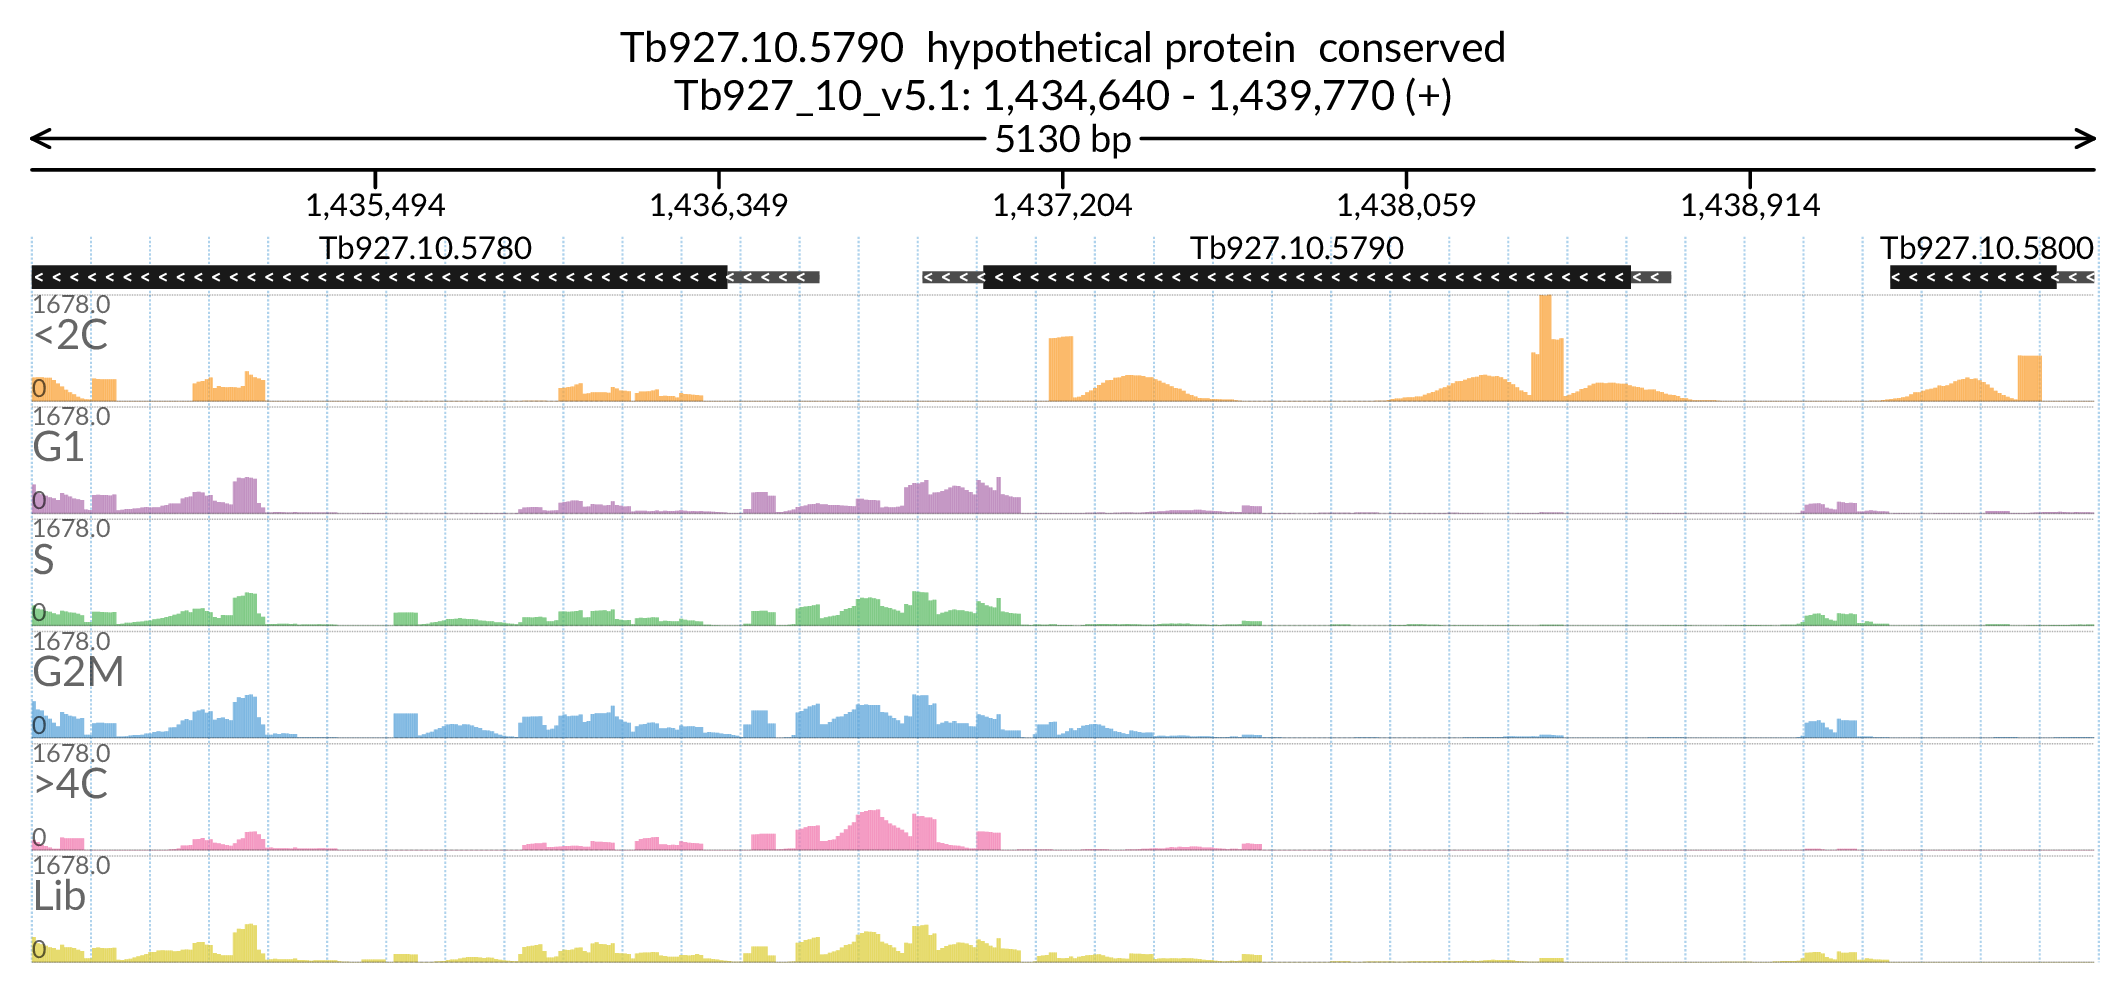 Tb927.10.5790 hypothetical protein conserved
Tb927_10_v5.1: 1,434,640 - 1,439,770 (+)
5130 bp
1,435,494 1,436,349 1,437,204 1,438,059 1,438,914
Tb927.10.5780 Tb927.10.5790 Tb927.10.5800
1678.0
<2C
0
1678.0
G1
0
1678.0
S
0
1678.0
G2M
0
1678.0
>4C
0
1678.0
Lib
0